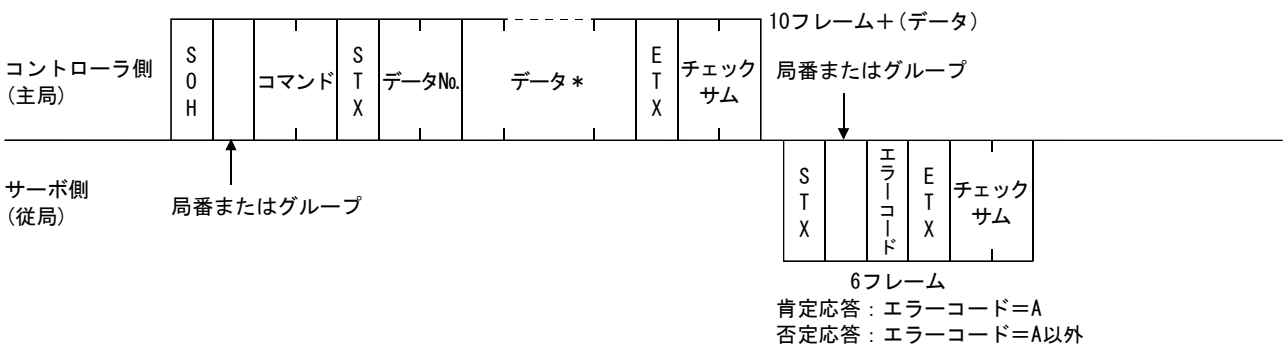 10フレーム＋(データ)
コントローラ側
(主局)
SOH
コマンド
STX
データNo.
データ＊
ETX
チェック
サム
局番またはグループ
サーボ側
(従局)
局番またはグループ
STX
エラーコード
ETX
チェック
サム
6フレーム
肯定応答：エラーコード＝A
否定応答：エラーコード＝A以外